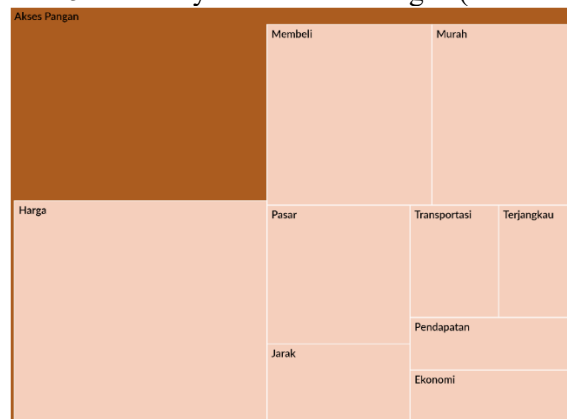 Akses Pangan
Membeli
Murah
Harga
Pasar
Transportasi
Terjangkau
Pendapatan
Jarak
Ekonomi